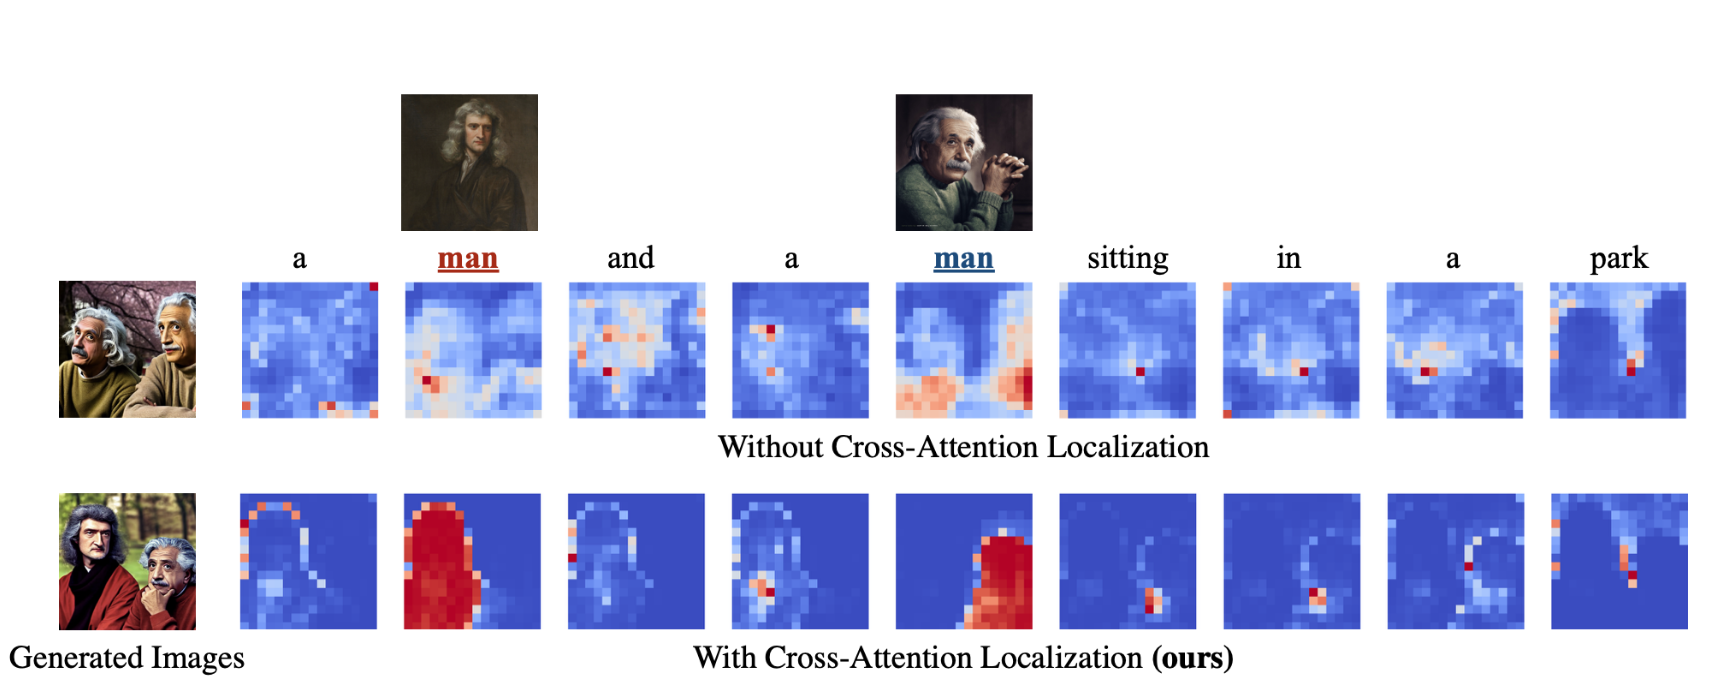 a man and a man sitting in a park
Without Cross-Attention Localization
Generated Images
With Cross-Attention Localization (ours)